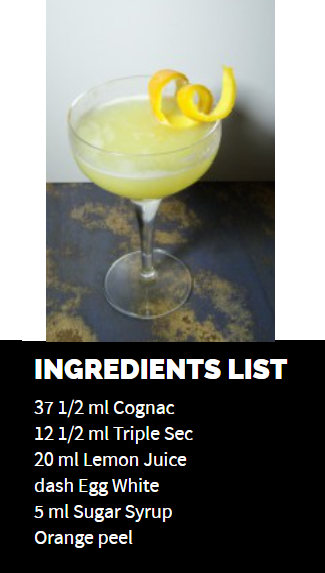 INGREDIENTS LIST
37 1/2 ml Cognac
12 1/2 ml Triple Sec
20 ml Lemon Juice
dash Egg White
5 ml Sugar Syrup
Orange peel